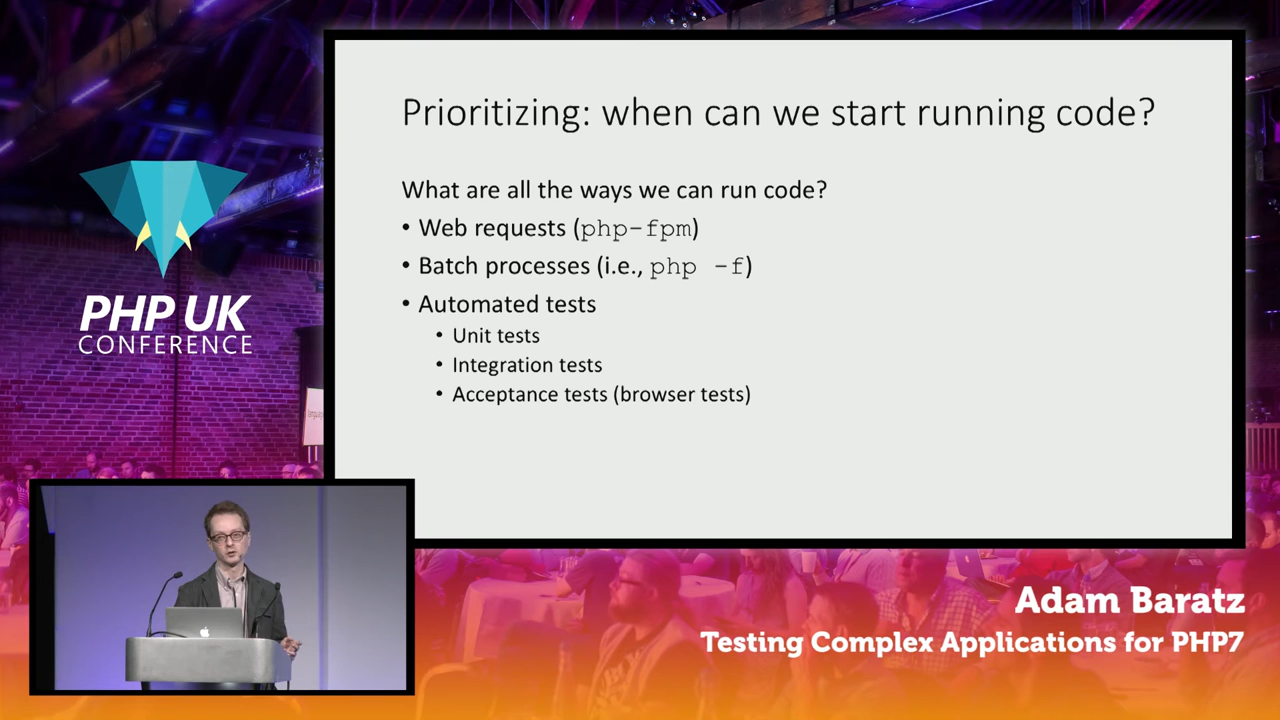 Prioritizing: when can we start running code?
What are all the ways we can run code?
• Web requests (php-fpm)
• Batch processes (i.e., php -f)
• Automated tests
• Unit tests
• Integration tests
• Acceptance tests (browser tests)
PHP UK
CONFERENCE
Adam Baratz
Testing Complex Applications for PHP7